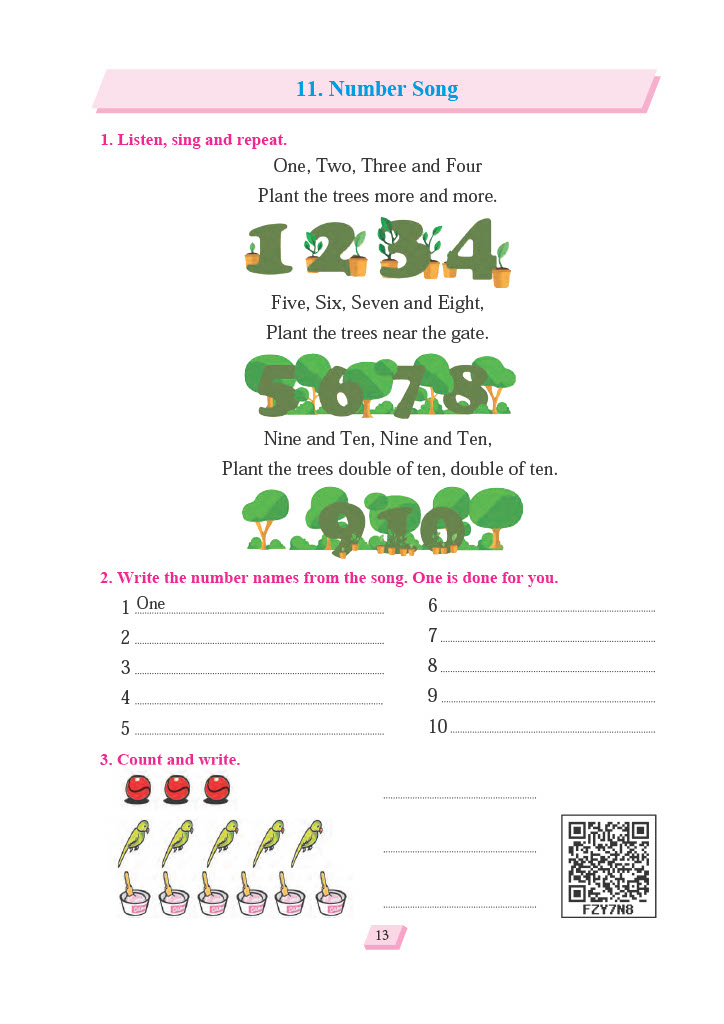 11. Number Song
1. Listen, sing and repeat.
One, Two, Three and Four
Plant the trees more and more.
1 2 3 4
Five, Six, Seven and Eight,
Plant the trees near the gate.
5 6 7 8
Nine and Ten, Nine and Ten,
Plant the trees double of ten, double of ten.
9 10
2. Write the number names from the song. One is done for you.
1 One
2
3
4
5
6
7
8
9
10
3. Count and write.
FZY7N8
13